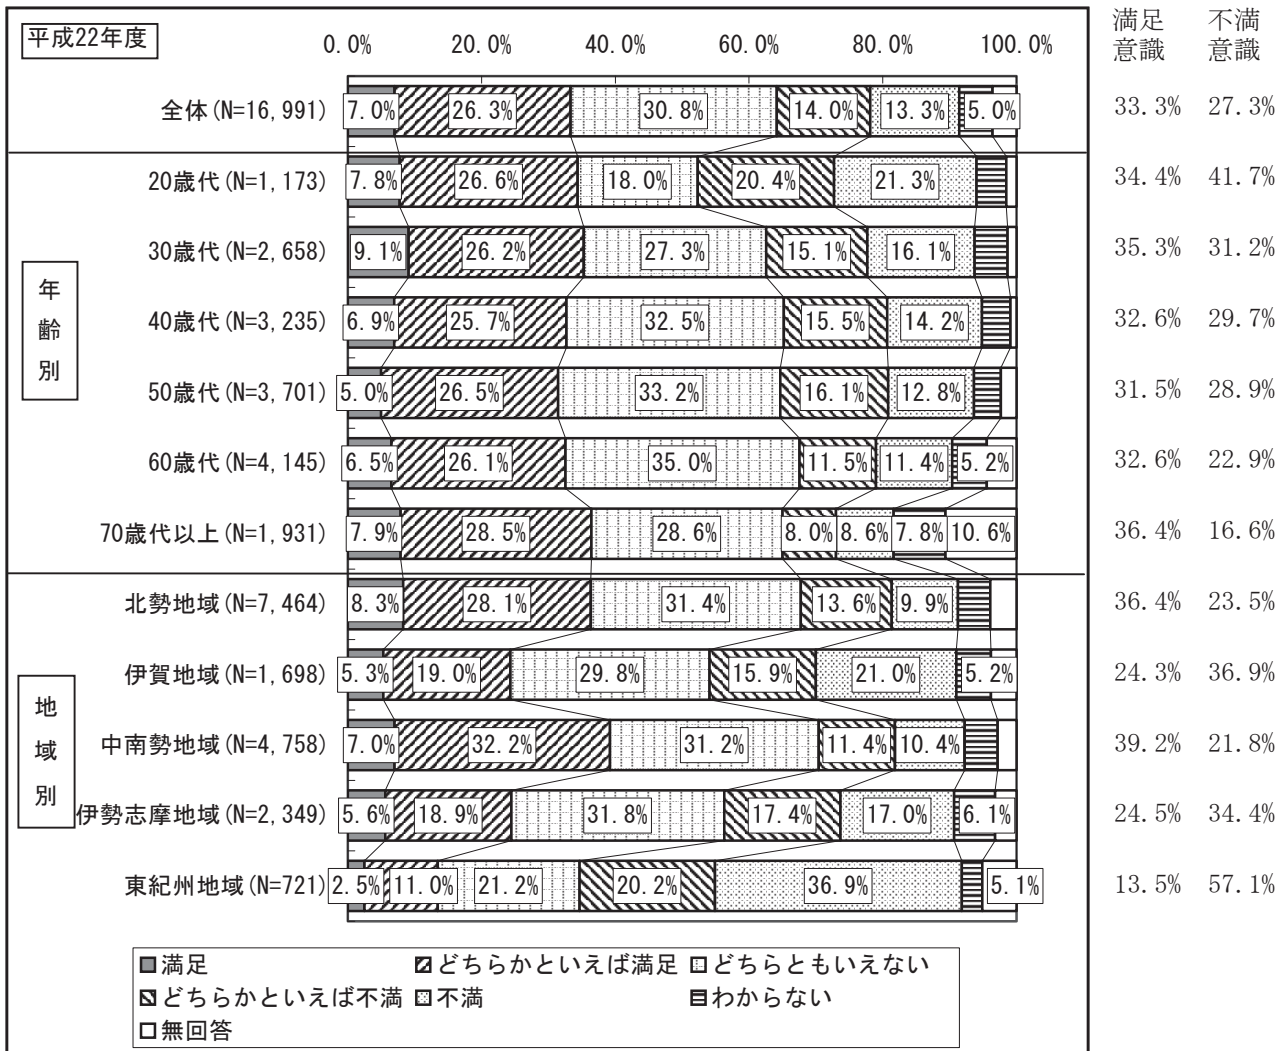 平成22年度
0.0% 20.0% 40.0% 60.0% 80.0% 100.0%
満足意識 不満意識
全体(N=16,991) 7.0% 26.3% 30.8% 14.0% 13.3% 5.0% 33.3% 27.3%
年齢別
20歳代(N=1,173) 7.8% 26.6% 18.0% 20.4% 21.3% 34.4% 41.7%
30歳代(N=2,658) 9.1% 26.2% 27.3% 15.1% 16.1% 35.3% 31.2%
40歳代(N=3,235) 6.9% 25.7% 32.5% 15.5% 14.2% 32.6% 29.7%
50歳代(N=3,701) 5.0% 26.5% 33.2% 16.1% 12.8% 31.5% 28.9%
60歳代(N=4,145) 6.5% 26.1% 35.0% 11.5% 11.4% 5.2% 32.6% 22.9%
70歳代以上(N=1,931) 7.9% 28.5% 28.6% 8.0% 8.6% 7.8% 10.6% 36.4% 16.6%
地域別
北勢地域(N=7,464) 8.3% 28.1% 31.4% 13.6% 9.9% 36.4% 23.5%
伊賀地域(N=1,698) 5.3% 19.0% 29.8% 15.9% 21.0% 5.2% 24.3% 36.9%
中南勢地域(N=4,758) 7.0% 32.2% 31.2% 11.4% 10.4% 39.2% 21.8%
伊勢志摩地域(N=2,349) 5.6% 18.9% 31.8% 17.4% 17.0% 6.1% 24.5% 34.4%
東紀州地域(N=721) 2.5% 11.0% 21.2% 20.2% 36.9% 5.1% 13.5% 57.1%
満足 どちらかといえば満足 どちらともいえない
どちらかといえば不満 不満 わからない
無回答